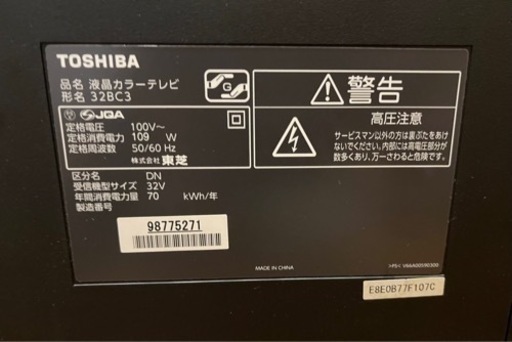 TOSHIBA
品名 液晶カラーテレビ
形名 32BC3
G
JQA
定格電圧 100V～
定格消費電力 109 W
定格周波数 50/60 Hz
株式会社 東芝
区分名 DN
受信機型サイズ 32V
年間消費電力量 70 kWh/年
製造番号
98775271
警告
高圧注意
サービスマン以外の方は裏ぶたをあけ
ないでください。内部には高電圧部分が
数多くあり、万一さわると危険です。
MADE IN CHINA
>PS< V66A00590300
E8E0B77F107C